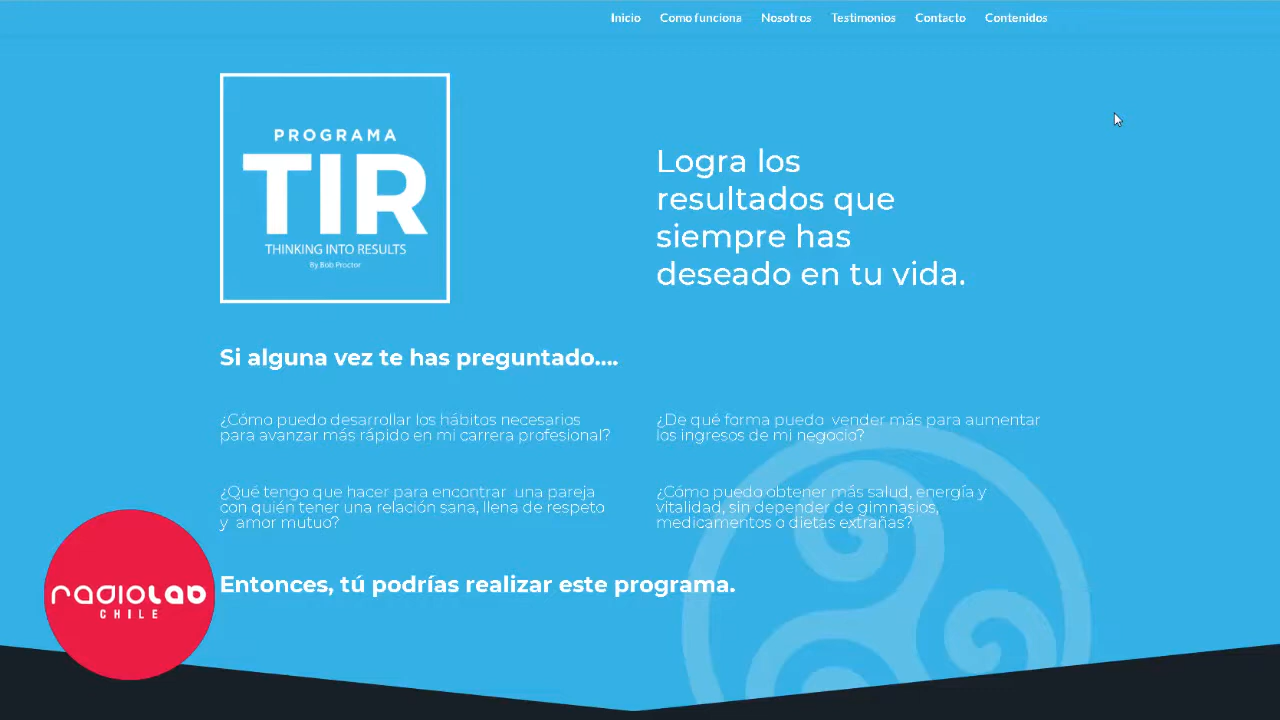 Inicio Como funciona Nosotros Testimonios Contacto Contenidos
PROGRAMA
TIR
THINKING INTO RESULTS
By Bob Proctor
Logra los
resultados que
siempre has
deseado en tu vida.
Si alguna vez te has preguntado....
¿Cómo puedo desarrollar los hábitos necesarios
para avanzar más rápido en mi carrera profesional?
¿De qué forma puedo vender más para aumentar
los ingresos de mi negocio?
¿Qué tengo que hacer para encontrar una pareja
con quién tener una relación sana, llena de respeto
y amor mutuo?
¿Cómo puedo obtener más salud, energía y
vitalidad, sin depender de gimnasios,
medicamentos o dietas extrañas?
Entonces, tú podrías realizar este programa.
radiolab
CHILE